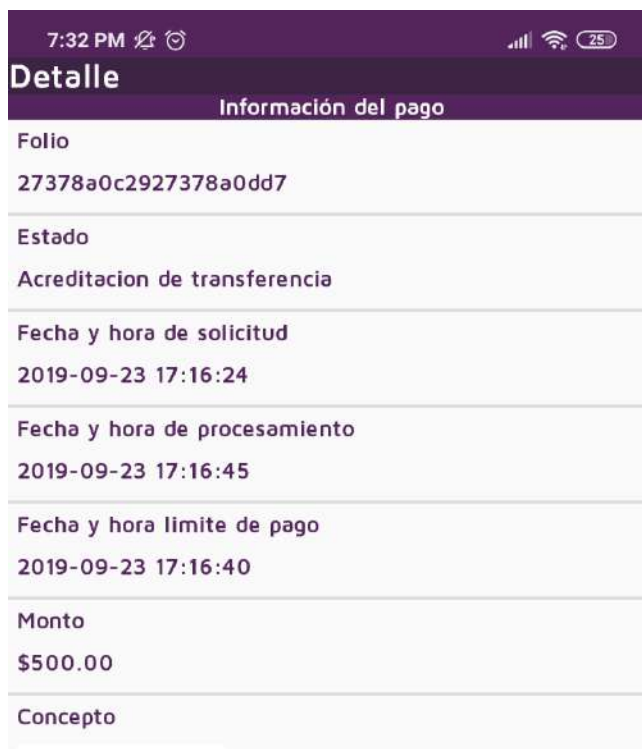 7:32 PM 25
Detalle
Información del pago
Folio
27378a0c2927378a0dd7
Estado
Acreditacion de transferencia
Fecha y hora de solicitud
2019-09-23 17:16:24
Fecha y hora de procesamiento
2019-09-23 17:16:45
Fecha y hora limite de pago
2019-09-23 17:16:40
Monto
$500.00
Concepto